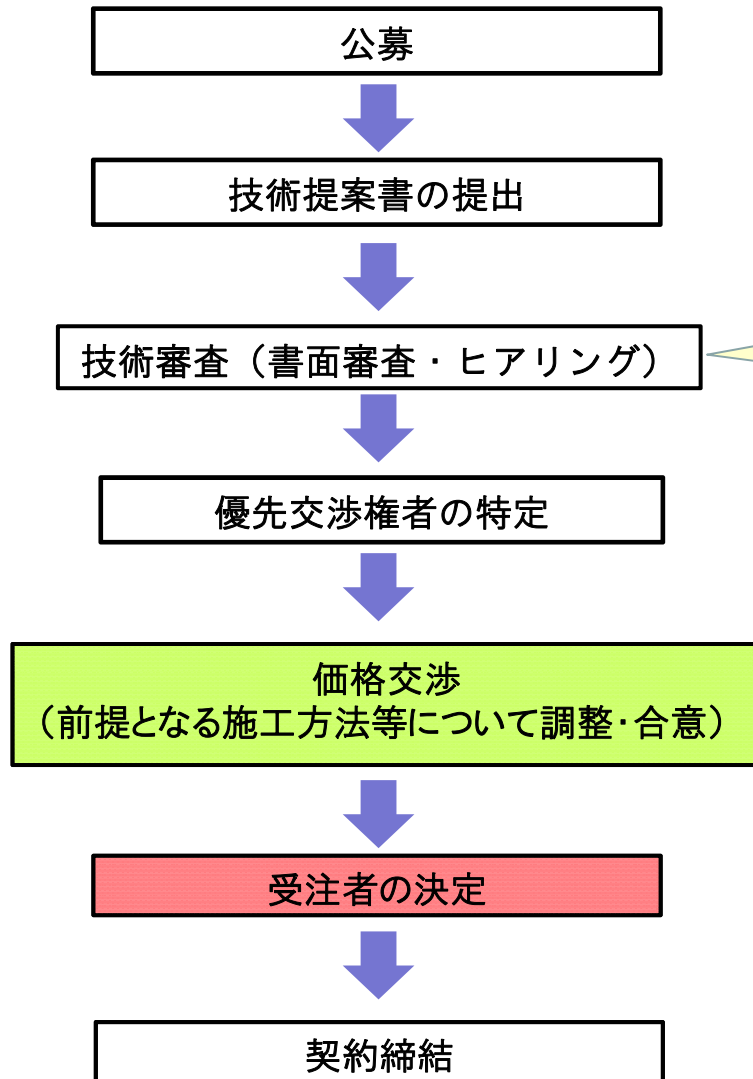 公募
技術提案書の提出
技術審査（書面審査・ヒアリング）
優先交渉権者の特定
価格交渉
（前提となる施工方法等について調整・合意）
受注者の決定
契約締結